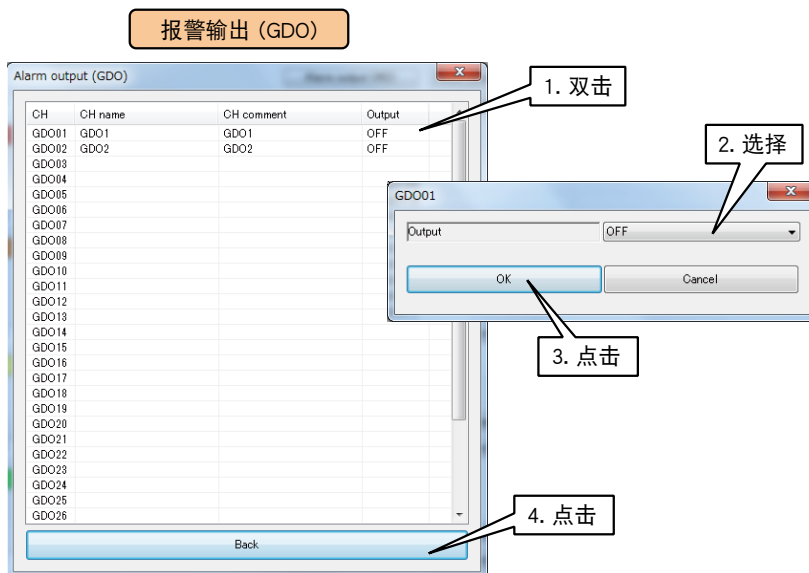 报警输出 (GDO)
Alarm output (GDO)
1. 双击
CH CH name CH comment Output
GDO01 GDO1 GDO1 OFF
GDO02 GDO2 GDO2 OFF
GDO03
GDO04
GDO05
GDO06
GDO07
GDO08
GDO09
GDO10
GDO11
GDO12
GDO13
GDO14
GDO15
GDO16
GDO17
GDO18
GDO19
GDO20
GDO21
GDO22
GDO23
GDO24
GDO25
GDO26
Back
2. 选择
GDO01
Output OFF
OK Cancel
3. 点击
4. 点击